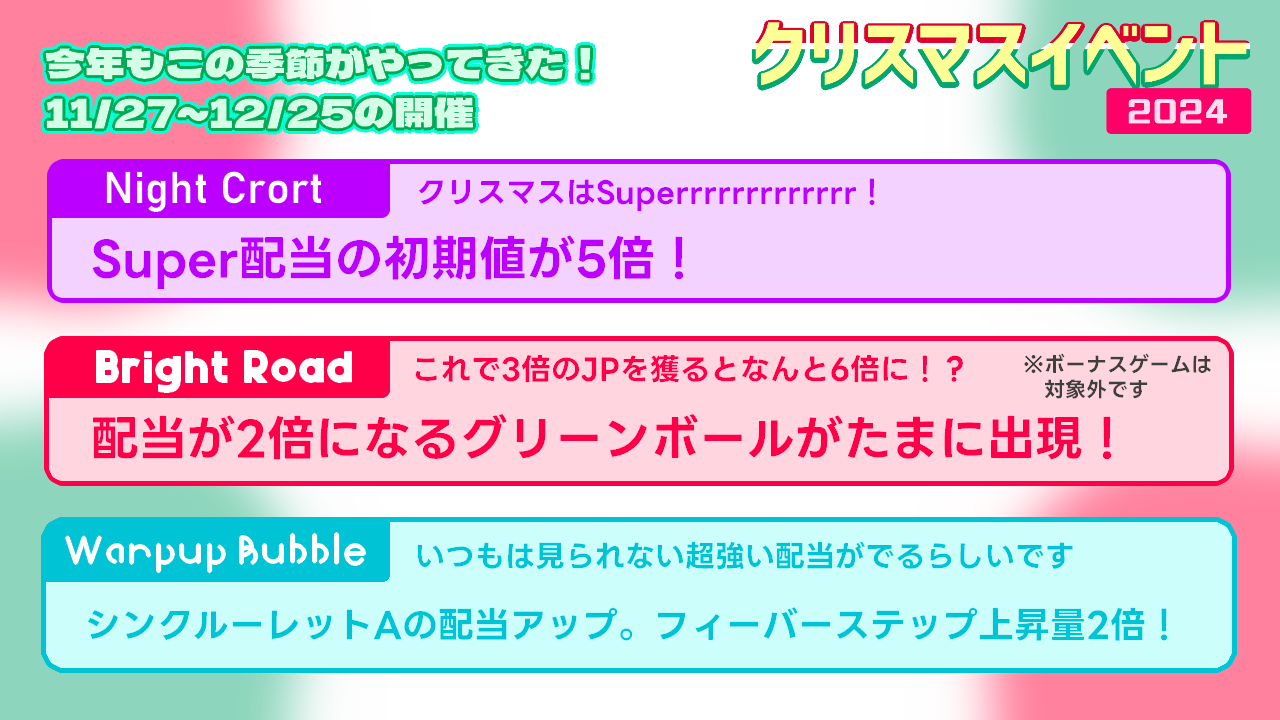 今年もこの季節がやってきた！
11/27~12/25の開催
クリスマスイベント
2024
Night Crort
クリスマスはSuperrrrrrrrrrrrrr！
Super配当の初期値が5倍！
Bright Road
これで3倍のJPを獲るとなんと6倍に！？
※ボーナスゲームは
対象外です
配当が2倍になるグリーンボールがたまに出現！
Warpup Bubble
いつもは見られない超強い配当がでるらしいです
シンクルーレットAの配当アップ。フィーバーステップ上昇量2倍！